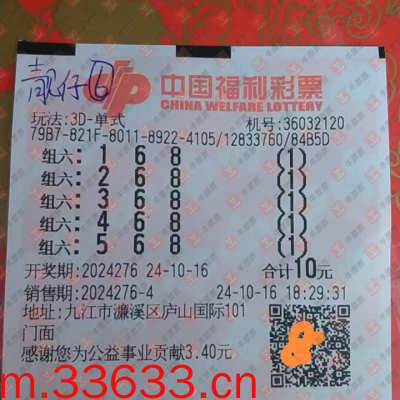 靓仔⑥
中国福利彩票
CHINA WELFARE LOTTERY
玩法:3D-单式 机号:36032120
79B7-821F-8011-8922-4105/12833760/84B5D
组六: 1 6 8 (1)
组六: 2 6 8 (1)
组六: 3 6 8 (1)
组六: 4 6 8 (1)
组六: 5 6 8 (1)
开奖期:2024276 24-10-16 合计10元
销售期:2024276-4 24-10-16 18:29:31
地址:九江市濂溪区庐山国际101
门面
感谢您为公益事业贡献3.40元
m.33633.cn